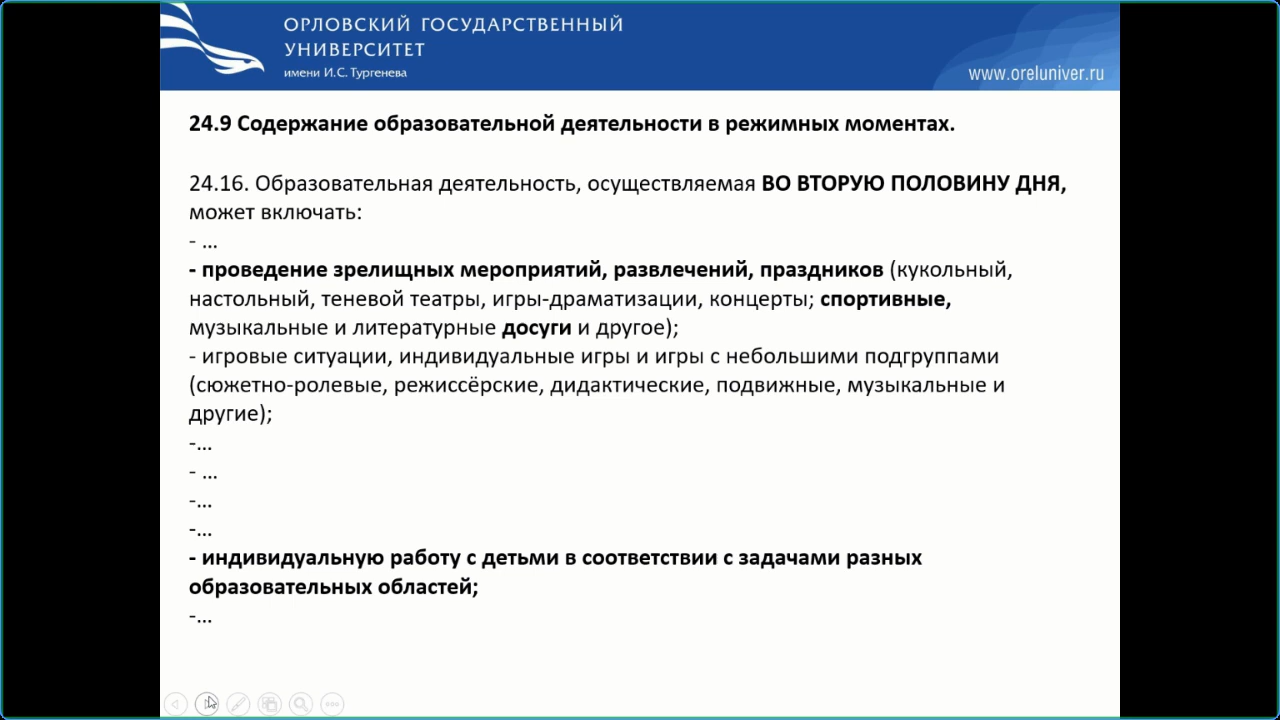 ОРЛОВСКИЙ ГОСУДАРСТВЕННЫЙ
УНИВЕРСИТЕТ
имени И.С. Тургенева
www.oreluniver.ru
24.9 Содержание образовательной деятельности в режимных моментах.
24.16. Образовательная деятельность, осуществляемая ВО ВТОРУЮ ПОЛОВИНУ ДНЯ,
может включать:
- ...
- проведение зрелищных мероприятий, развлечений, праздников (кукольный,
настольный, теневой театры, игры-драматизации, концерты; спортивные,
музыкальные и литературные досуги и другое);
- игровые ситуации, индивидуальные игры и игры с небольшими подгруппами
(сюжетно-ролевые, режиссёрские, дидактические, подвижные, музыкальные и
другие);
-...
- ...
-...
-...
- индивидуальную работу с детьми в соответствии с задачами разных
образовательных областей;
-...